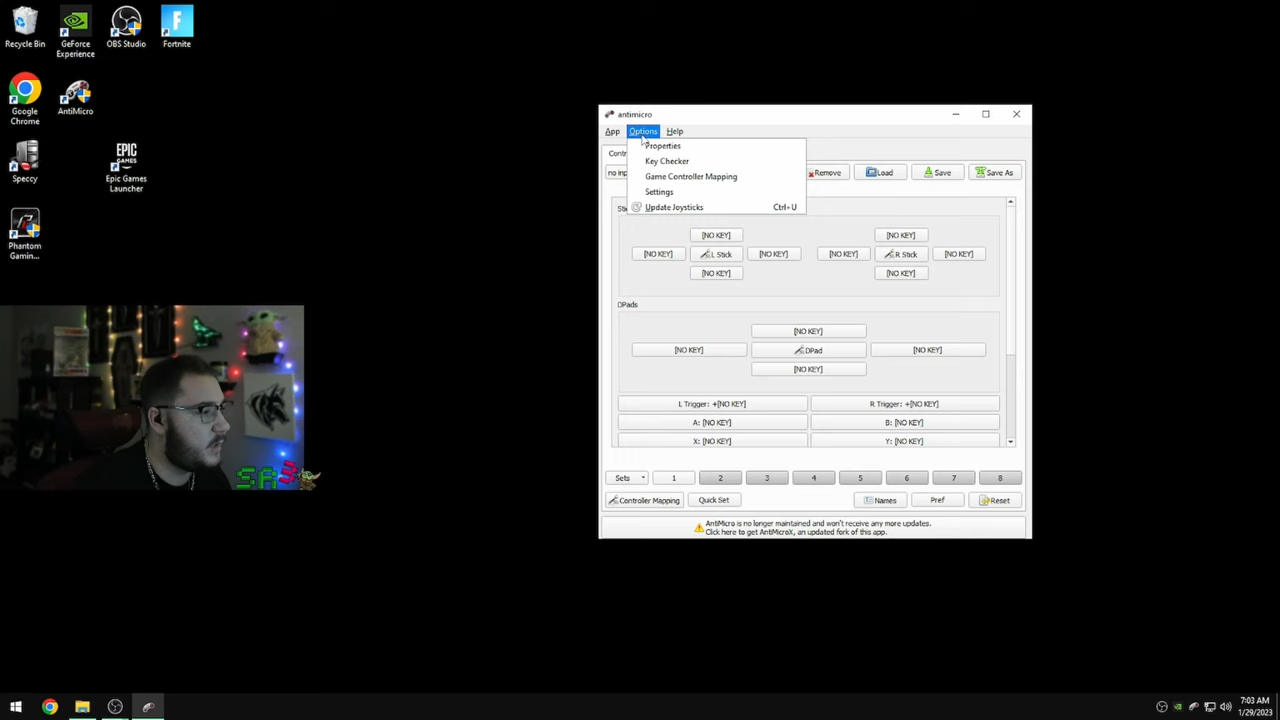 Recycle Bin
GeForce
Experience
OBS Studio
Fortnite
Google
Chrome
AntiMicro
Speccy
Epic Games
Launcher
Phantom
Gamin...
antimicro
App Options Help
Properties
Key Checker
Game Controller Mapping
Settings
Update Joysticks Ctrl+U
Contr
no inp
Remove Load Save Save As
Stic
[NO KEY] [NO KEY]
[NO KEY] L Stick [NO KEY] [NO KEY] R Stick [NO KEY]
[NO KEY] [NO KEY]
DPads
[NO KEY]
[NO KEY] DPad [NO KEY]
[NO KEY]
L Trigger: +[NO KEY] R Trigger: +[NO KEY]
A: [NO KEY] B: [NO KEY]
X: [NO KEY] Y: [NO KEY]
Sets 1 2 3 4 5 6 7 8
Controller Mapping Quick Set Names Pref Reset
AntiMicro is no longer maintained and won't receive any more updates.
Click here to get AntiMicroX, an updated fork of this app.
7:03 AM
1/29/2023